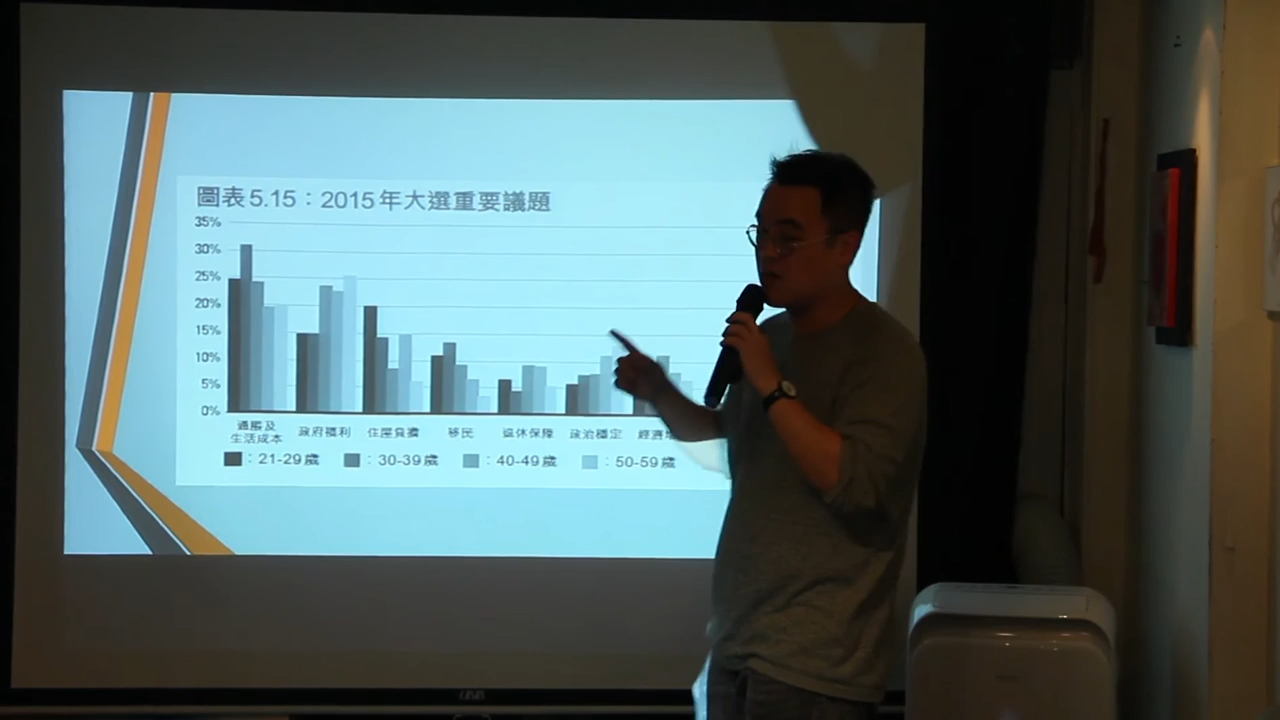 圖表5.15：2015年大選重要議題
35%
30%
25%
20%
15%
10%
5%
0%
通脹及
生活成本
政府福利
住屋負擔
移民
退休保障
政治穩定
經濟
：21-29歲
：30-39歲
：40-49歲
：50-59歲